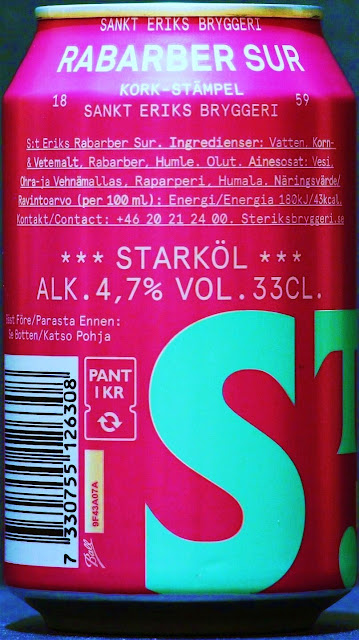 SANKT ERIKS BRYGGERI
RABARBER SUR
KORK-STÄMPEL
18 59
SANKT ERIKS BRYGGERI
S:t Eriks Rabarber Sur. Ingredienser: Vatten, Korn-
& Vetemalt, Rabarber, Humle. Olut. Ainesosat: Vesi,
Ohra-ja Vehnämallas, Raparperi, Humala. Näringsvärde/
Ravintoarvo (per 100 ml): Energi/Energia 180kJ/43kcal.
Kontakt/Contact: +46 20 21 24 00. Steriksbryggeri.se
*** STARKÖL ***
ALK.4,7% VOL.33CL.
Bäst Före/Parasta Ennen:
Se Botten/Katso Pohja
PANT
1 KR
7 330755 126308
9F43A07A
Ball
S